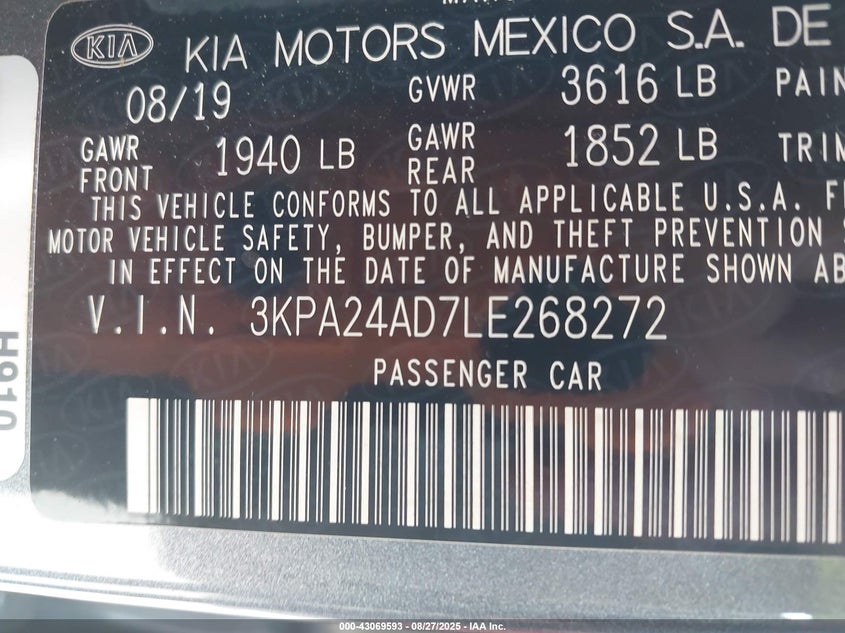 KIA KIA MOTORS MEXICO S.A. DE
08/19 GVWR 3616 LB
GAWR FRONT 1940 LB GAWR REAR 1852 LB
THIS VEHICLE CONFORMS TO ALL APPLICABLE U.S.A.
MOTOR VEHICLE SAFETY, BUMPER, AND THEFT PREVENTION
IN EFFECT ON THE DATE OF MANUFACTURE SHOWN
V.I.N. 3KPA24AD7LE268272
PASSENGER CAR
H910
000-43069593 - 08/27/2025 - IAA Inc.